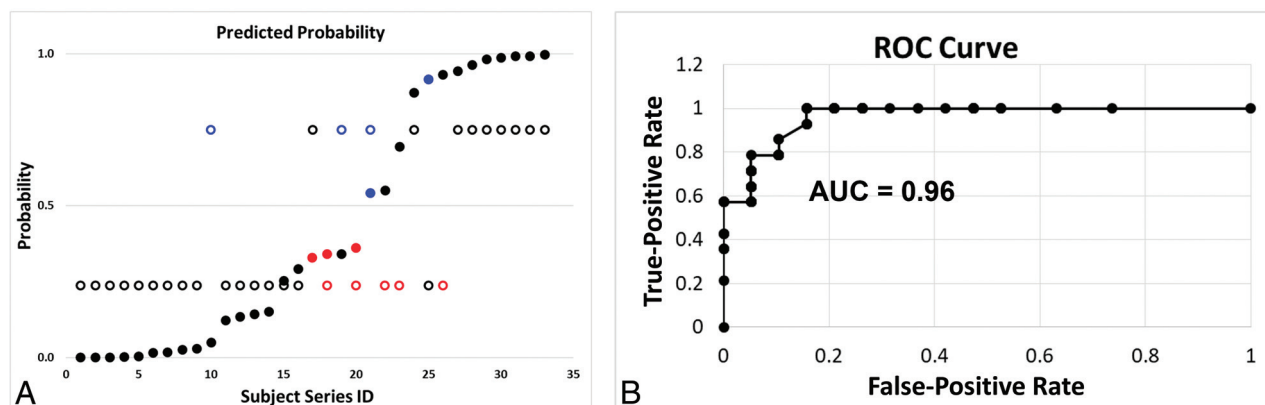 Predicted Probability
1.0
0.5
0.0
Probability
0 5 10 15 20 25 30 35
Subject Series ID
A
ROC Curve
1.2
1
0.8
0.6
0.4
0.2
0
True-Positive Rate
AUC = 0.96
0 0.2 0.4 0.6 0.8 1
False-Positive Rate
B